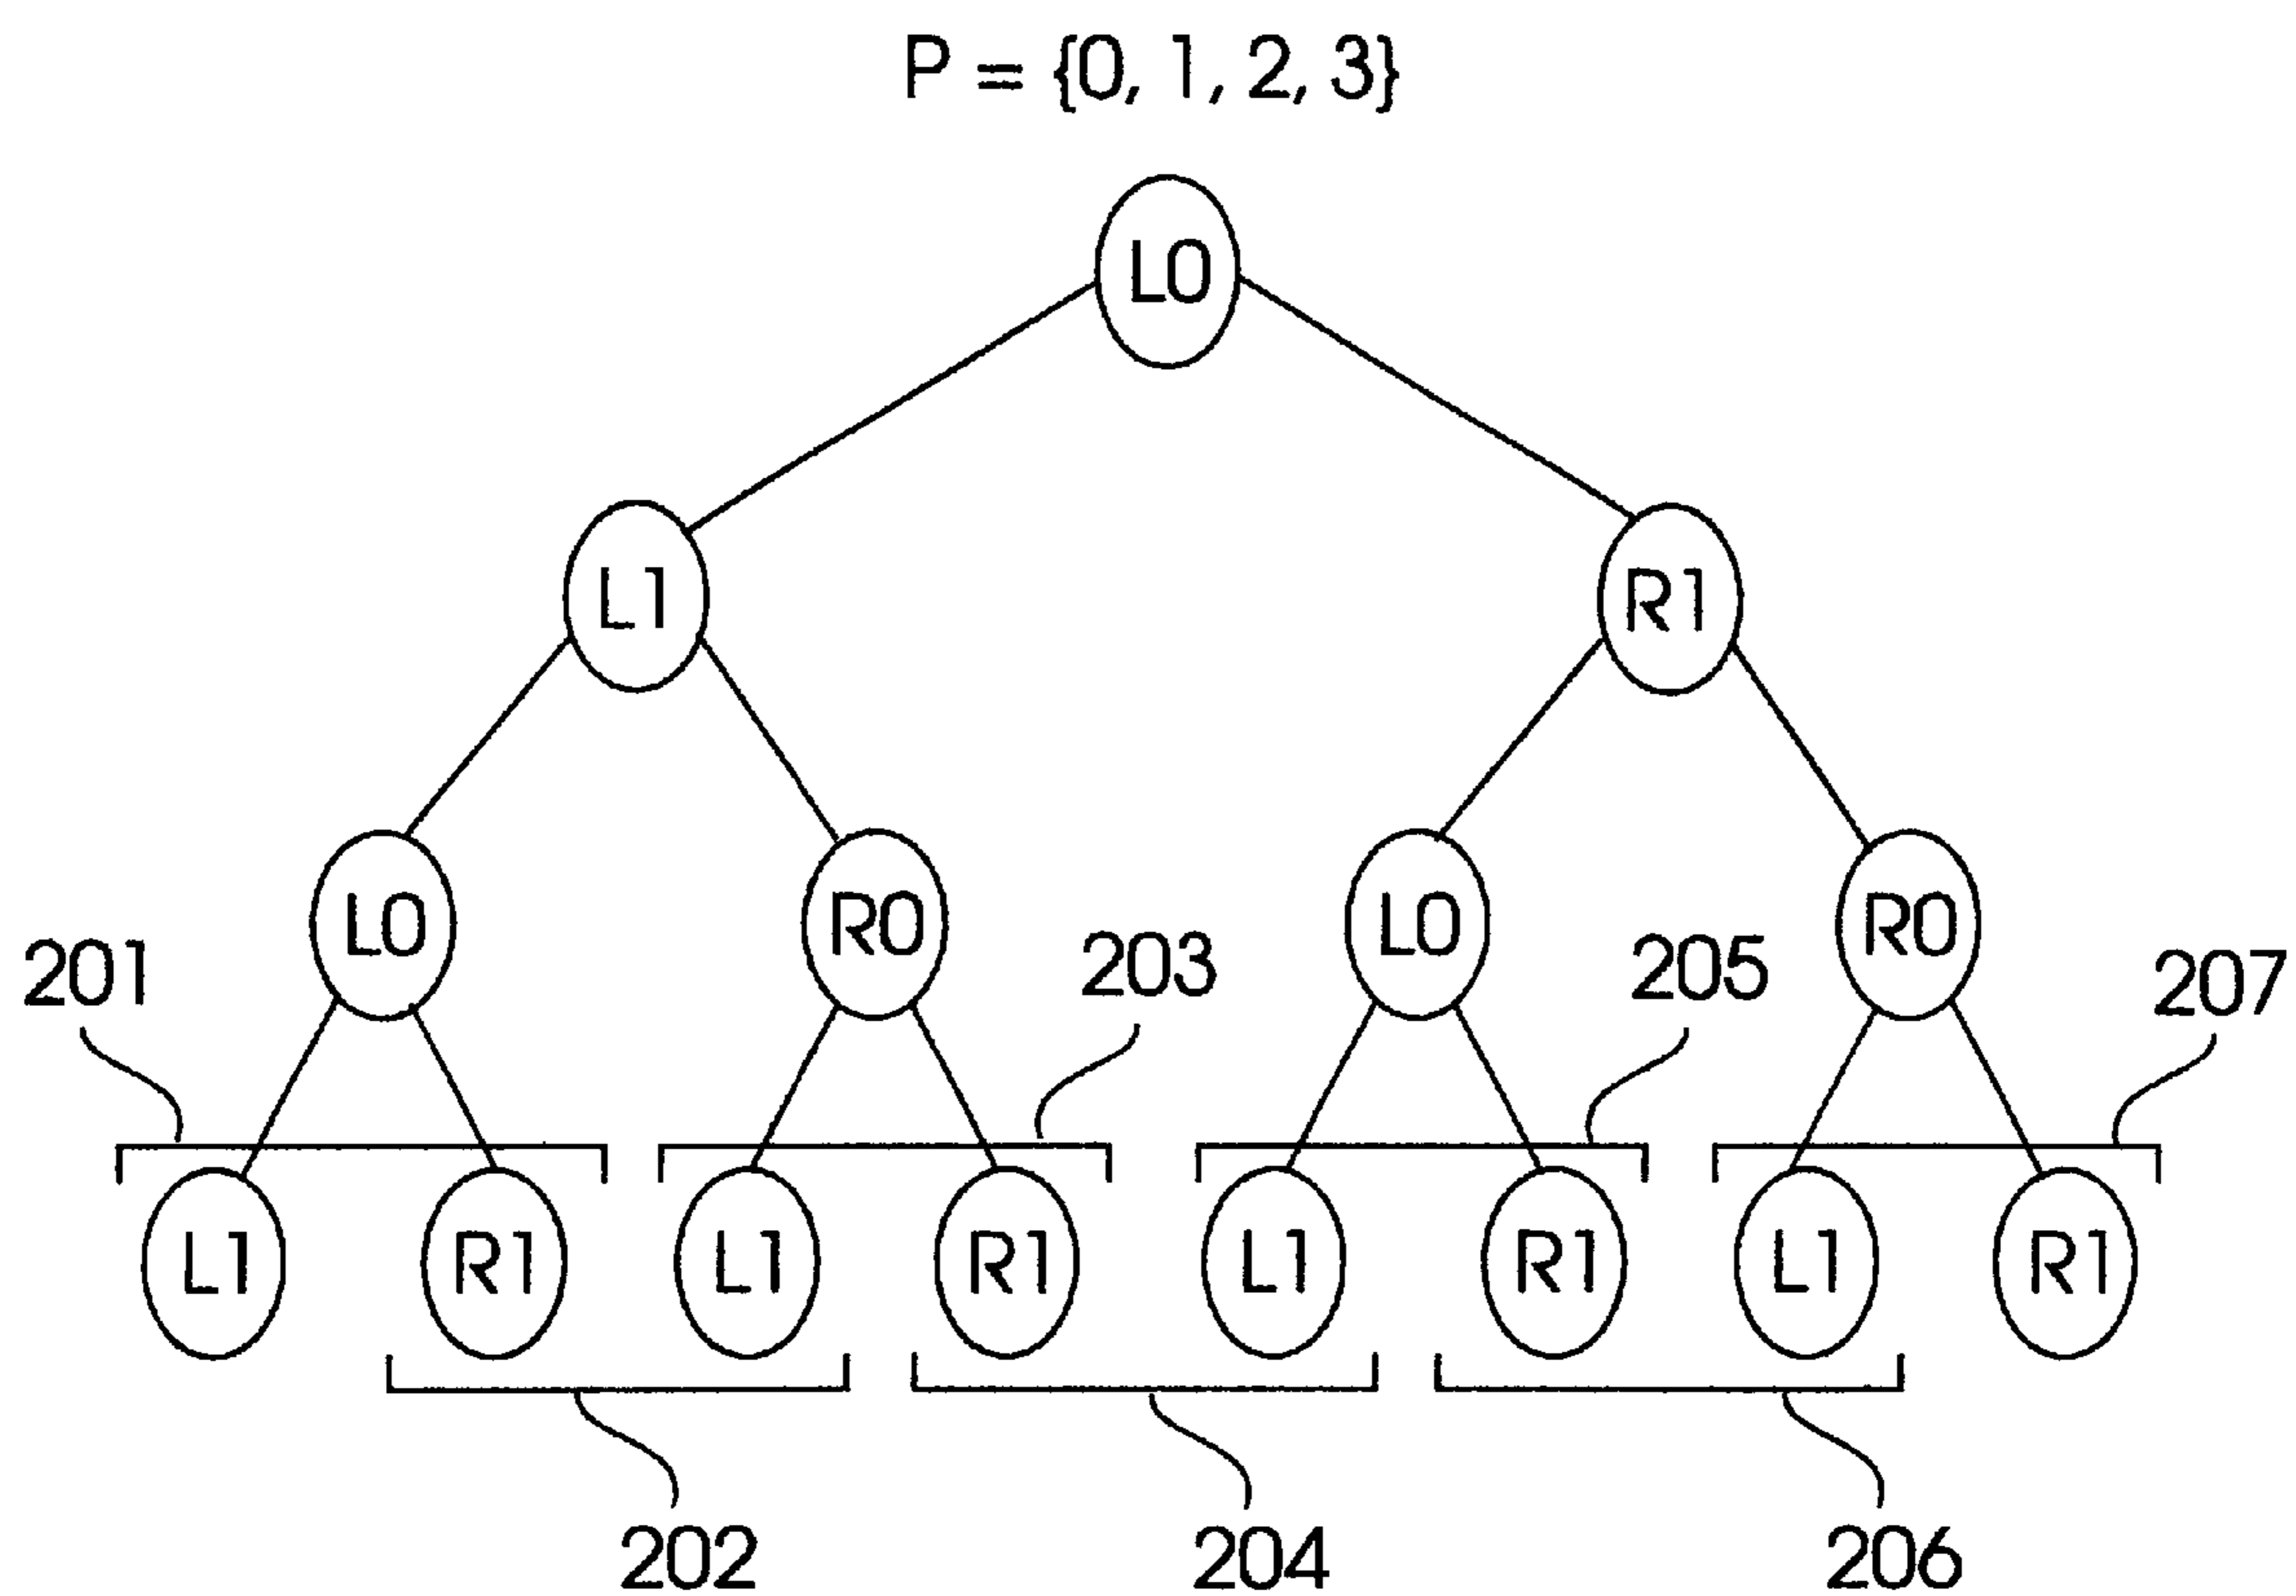 P = {0, 1, 2, 3}
L0
L1 R1
L0 R0 L0 R0
201 203 205 207
L1 R1 L1 R1 L1 R1 L1 R1
202 204 206